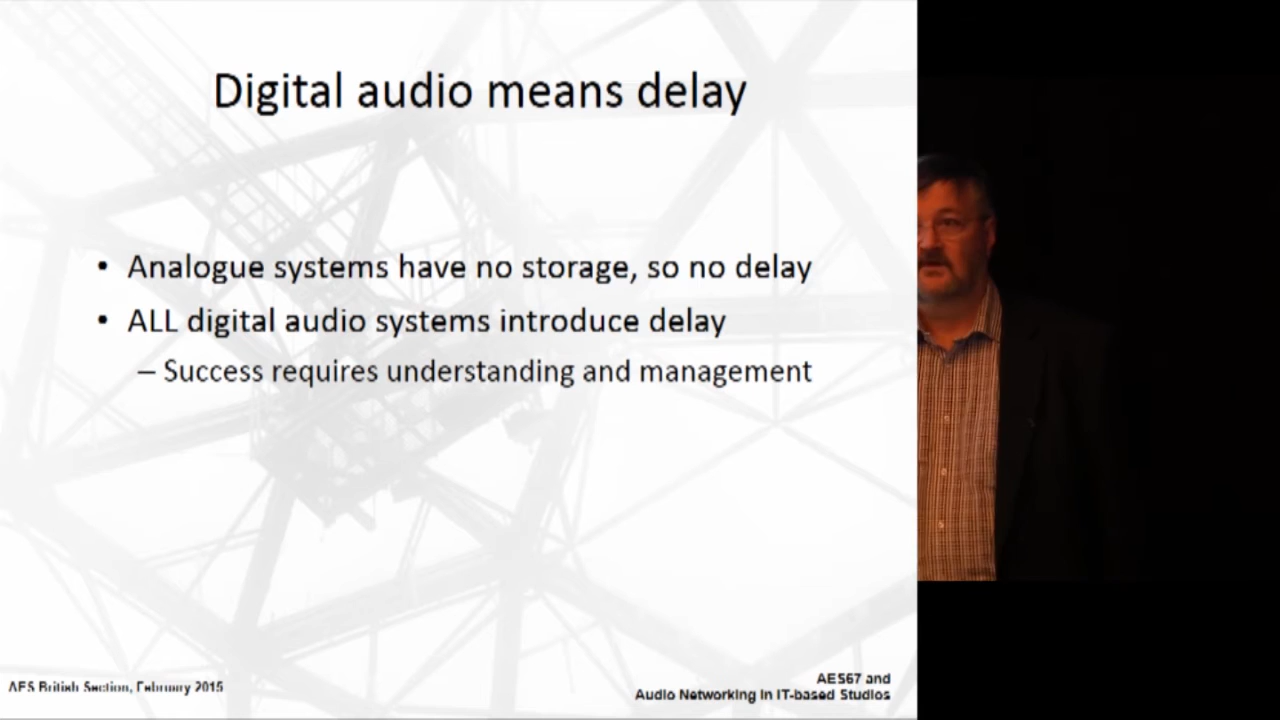 Digital audio means delay
• Analogue systems have no storage, so no delay
• ALL digital audio systems introduce delay
– Success requires understanding and management
AES British Section, February 2015
AES67 and
Audio Networking in IT-based Studios